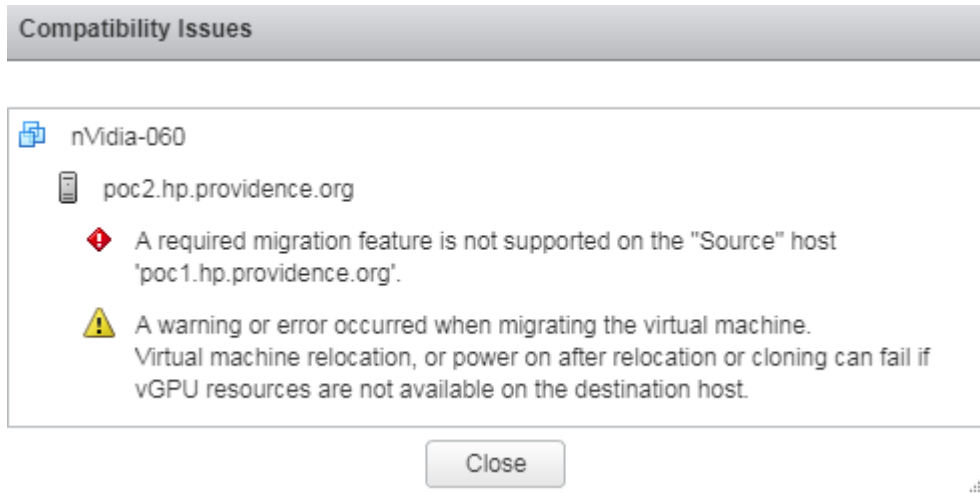 Compatibility Issues
nVidia-060
poc2.hp.providence.org
A required migration feature is not supported on the "Source" host
'poc1.hp.providence.org'.
A warning or error occurred when migrating the virtual machine.
Virtual machine relocation, or power on after relocation or cloning can fail if
vGPU resources are not available on the destination host.
Close